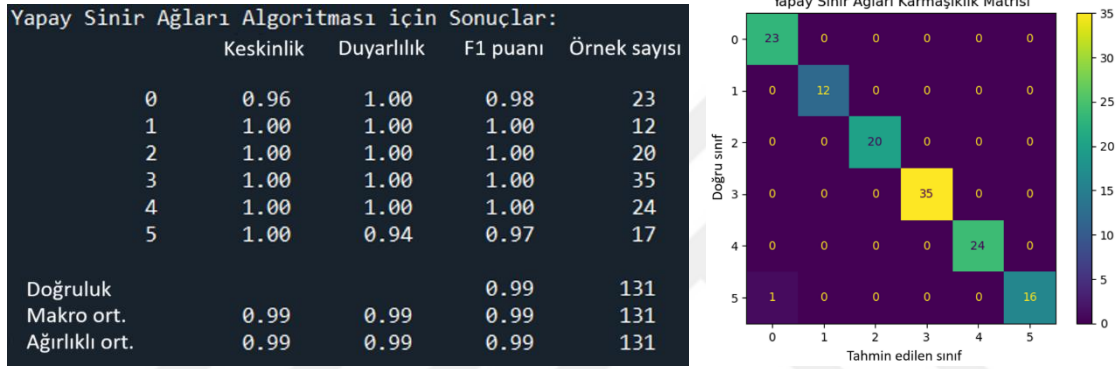 Yapay Sinir Ağları Algoritması için Sonuçlar:
Keskinlik Duyarlılık F1 puanı Örnek sayısı
0 0.96 1.00 0.98 23
1 1.00 1.00 1.00 12
2 1.00 1.00 1.00 20
3 1.00 1.00 1.00 35
4 1.00 1.00 1.00 24
5 1.00 0.94 0.97 17
Doğruluk 0.99 131
Makro ort. 0.99 0.99 0.99 131
Ağırlıklı ort. 0.99 0.99 0.99 131
Yapay Sinir Ağları Karmaşıklık Matrisi
Doğru sınıf
0 23 0 0 0 0 0
1 0 12 0 0 0 0
2 0 0 20 0 0 0
3 0 0 0 35 0 0
4 0 0 0 0 24 0
5 1 0 0 0 0 16
0 1 2 3 4 5
Tahmin edilen sınıf
35
30
25
20
15
10
5
0